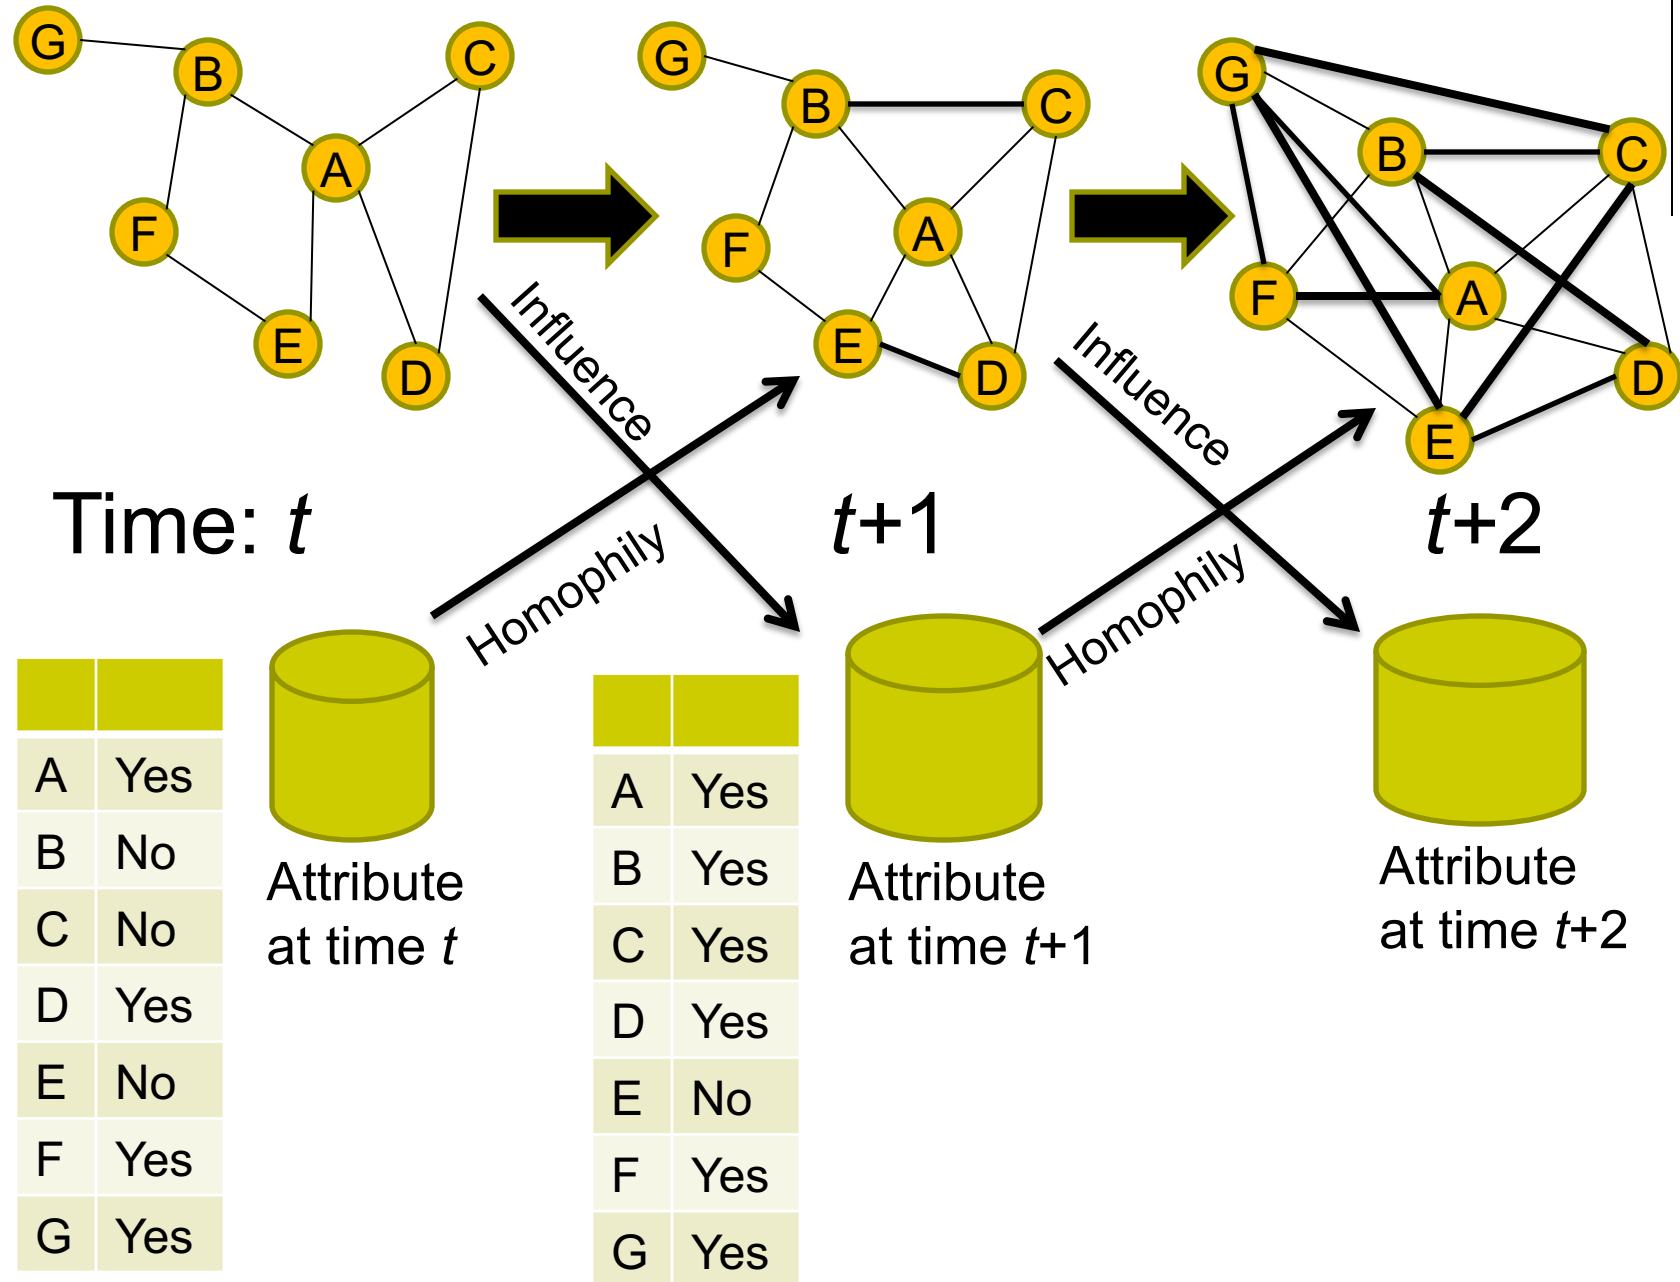 G
B
C
A
F
E
D
G
B
C
A
F
E
D
G
B
C
F
A
D
E
Influence
Homophily
Influence
Homophily
Time: t
t+1
t+2
A Yes
B No
C No
D Yes
E No
F Yes
G Yes
Attribute
at time t
A Yes
B Yes
C Yes
D Yes
E No
F Yes
G Yes
Attribute
at time t+1
Attribute
at time t+2